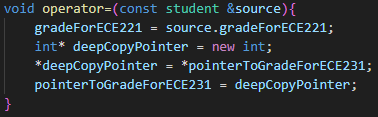 void operator=(const student &source){
gradeForECE221 = source.gradeForECE221;
int* deepCopyPointer = new int;
*deepCopyPointer = *pointerToGradeForECE231;
pointerToGradeForECE231 = deepCopyPointer;
}